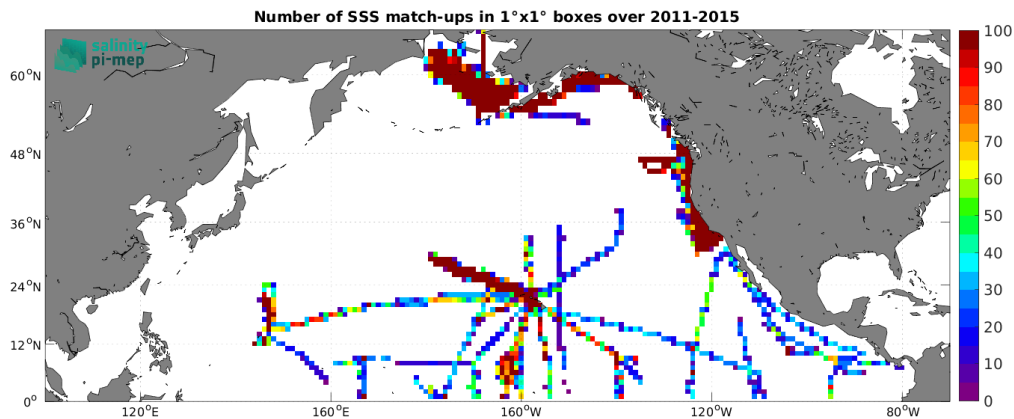 Number of SSS match-ups in 1°x1° boxes over 2011-2015
salinity
pi-mep
60°N
48°N
36°N
24°N
12°N
0°
120°E
160°E
160°W
120°W
80°W
100
90
80
70
60
50
40
30
20
10
0